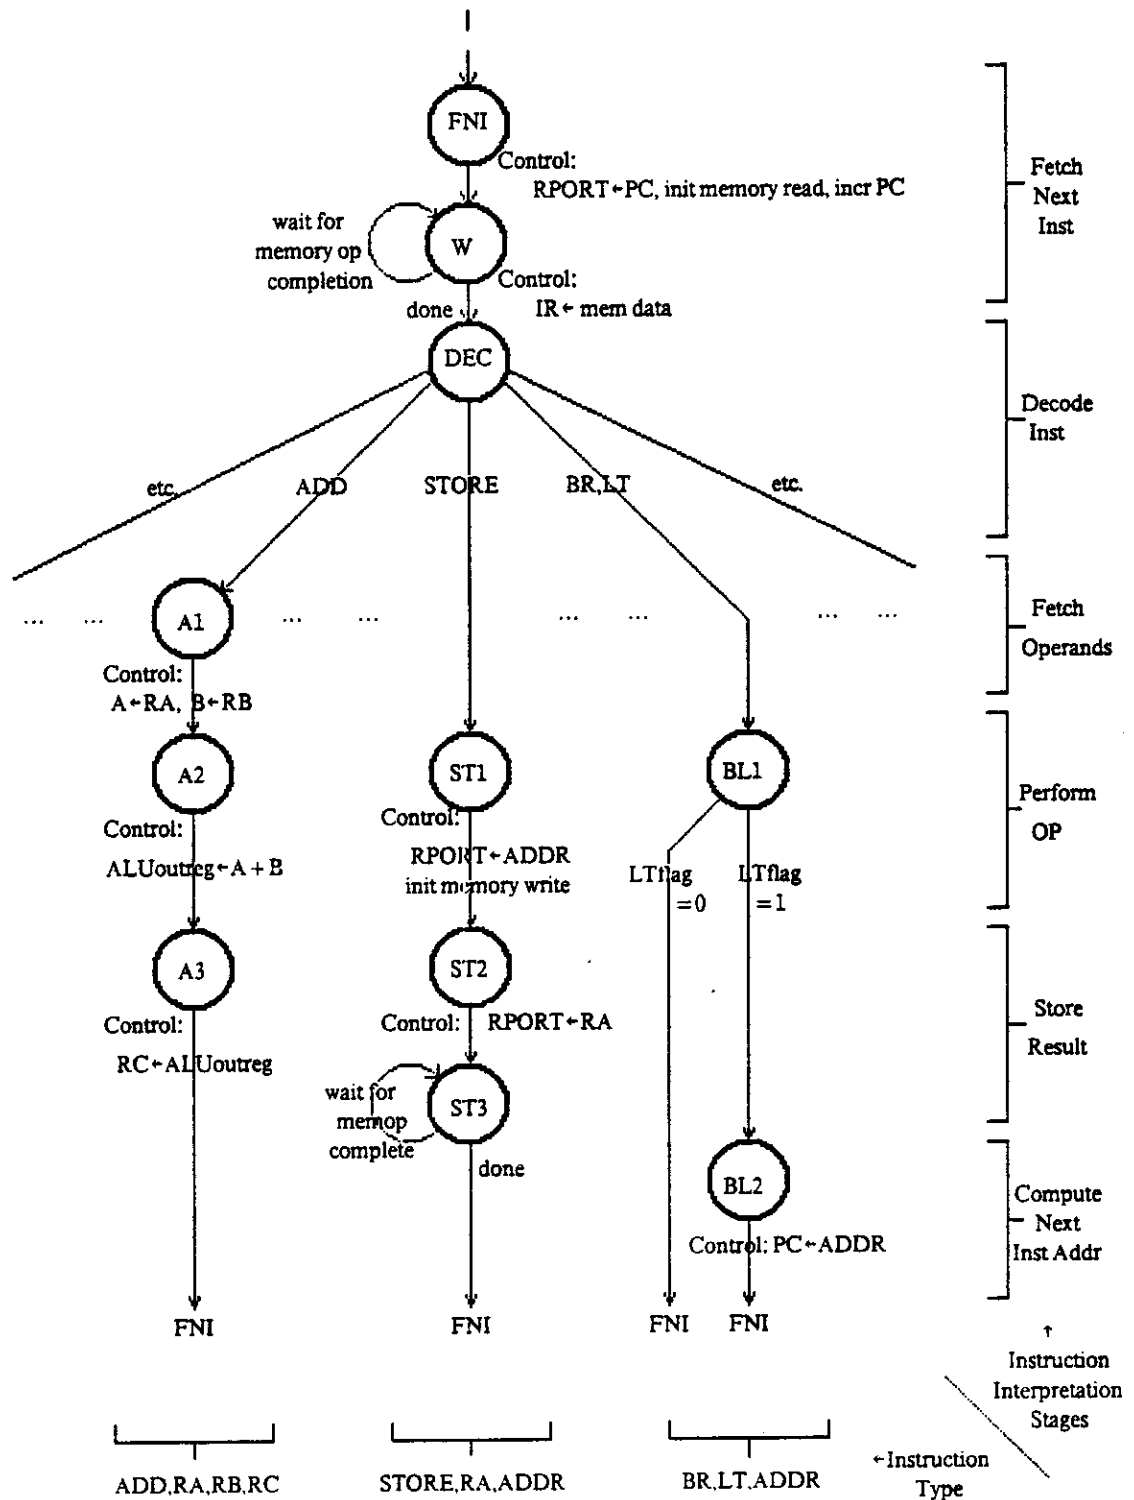 FNI
Control:
RPORT←PC, init memory read, incr PC
Fetch
Next
Inst
wait for
memory op
completion
W
Control:
done
IR← mem data
DEC
Decode
Inst
etc.
ADD
STORE
BR,LT
etc.
... ... ... ... ... ... ... ...
A1
Fetch
Operands
Control:
A←RA, B←RB
A2
ST1
BL1
Perform
OP
Control:
ALUoutreg←A + B
Control:
RPORT←ADDR
init memory write
LTflag
=0
LTflag
=1
A3
ST2
Store
Result
Control:
RC←ALUoutreg
Control: RPORT←RA
wait for
memop
complete
ST3
done
BL2
Control: PC←ADDR
Compute
Next
Inst Addr
FNI
FNI
FNI
FNI
↑
Instruction
Interpretation
Stages
ADD,RA,RB,RC
STORE,RA,ADDR
BR,LT,ADDR
←Instruction
Type